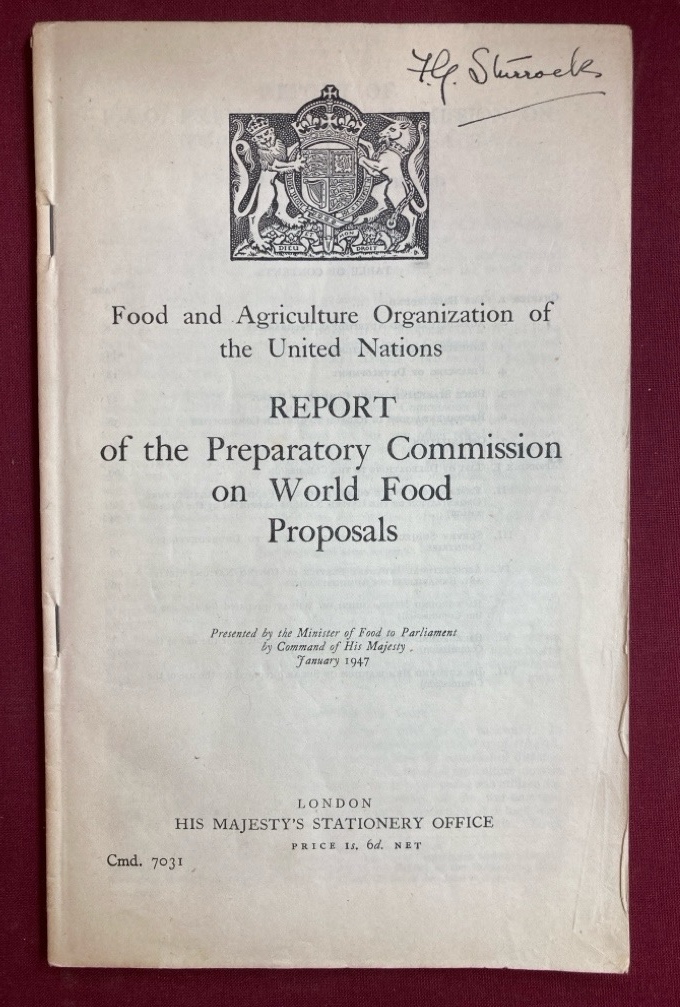 F.G. Sturrock
DIEU ET MON DROIT
Food and Agriculture Organization of
the United Nations
REPORT
of the Preparatory Commission
on World Food
Proposals
Presented by the Minister of Food to Parliament
by Command of His Majesty
January 1947
LONDON
HIS MAJESTY'S STATIONERY OFFICE
PRICE 1s. 6d. NET
Cmd. 7031